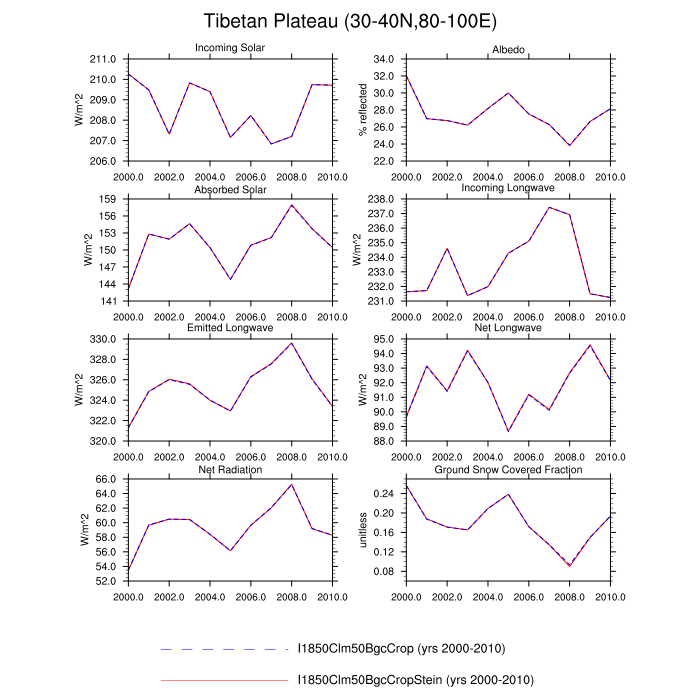 Tibetan Plateau (30-40N,80-100E)
Incoming Solar
211.0
210.0
209.0
208.0
207.0
206.0
W/m^2
2000.0 2002.0 2004.0 2006.0 2008.0 2010.0
Albedo
34.0
32.0
30.0
28.0
26.0
24.0
22.0
% reflected
2000.0 2002.0 2004.0 2006.0 2008.0 2010.0
Absorbed Solar
159
156
153
150
147
144
141
W/m^2
2000.0 2002.0 2004.0 2006.0 2008.0 2010.0
Incoming Longwave
238.0
237.0
236.0
235.0
234.0
233.0
232.0
231.0
W/m^2
2000.0 2002.0 2004.0 2006.0 2008.0 2010.0
Emitted Longwave
330.0
328.0
326.0
324.0
322.0
320.0
W/m^2
2000.0 2002.0 2004.0 2006.0 2008.0 2010.0
Net Longwave
95.0
94.0
93.0
92.0
91.0
90.0
89.0
88.0
W/m^2
2000.0 2002.0 2004.0 2006.0 2008.0 2010.0
Net Radiation
66.0
64.0
62.0
60.0
58.0
56.0
54.0
52.0
W/m^2
2000.0 2002.0 2004.0 2006.0 2008.0 2010.0
Ground Snow Covered Fraction
0.24
0.20
0.16
0.12
0.08
unitless
2000.0 2002.0 2004.0 2006.0 2008.0 2010.0
I1850Clm50BgcCrop (yrs 2000-2010)
I1850Clm50BgcCropStein (yrs 2000-2010)